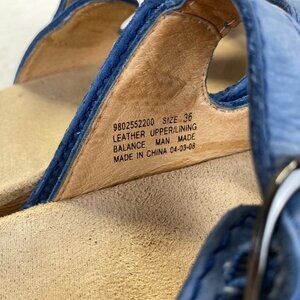 9802552200 SIZE 36
LEATHER UPPER/LINING
BALANCE MAN MADE
MADE IN CHINA 04-03-08